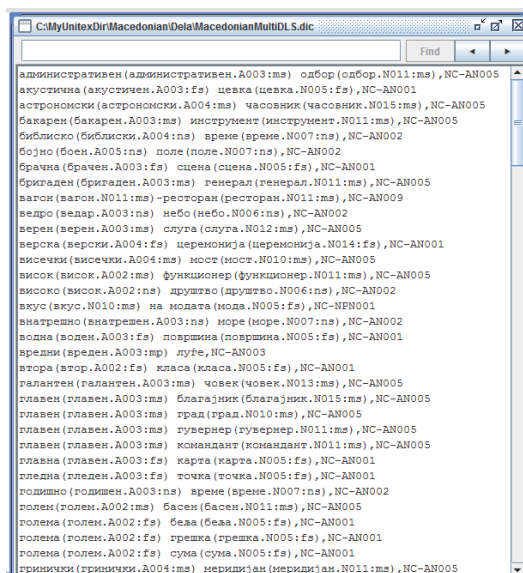 C:\MyUnitexDir\Macedonian\Dela\MacedonianMultiDLS.dic
Find
административен(административен.A003:ms) одбор(одбор.N011:ms),NC-AN005
акустична(акустичен.A003:fs) цевка(цевка.N005:fs),NC-AN001
астрономски(астрономски.A004:ms) часовник(часовник.N015:ms),NC-AN005
бакарен(бакарен.A003:ms) инструмент(инструмент.N011:ms),NC-AN005
библиско(библиски.A004:ns) време(време.N007:ns),NC-AN002
бојно(боен.A005:ns) поле(поле.N007:ns),NC-AN002
брачна(брачен.A003:fs) сцена(сцена.N005:fs),NC-AN001
бригаден(бригаден.A003:ms) генерал(генерал.N011:ms),NC-AN005
вагон(вагон.N011:ms)-ресторан(ресторан.N011:ms),NC-AN009
ведро(ведар.A003:ns) небо(небо.N006:ns),NC-AN002
верен(верен.A003:ms) слуга(слуга.N012:ms),NC-AN005
верска(верски.A004:fs) церемонија(церемонија.N014:fs),NC-AN001
висечки(висечки.A004:ms) мост(мост.N010:ms),NC-AN005
висок(висок.A002:ms) функционер(функционер.N011:ms),NC-AN005
високо(висок.A002:ns) друштво(друштво.N006:ns),NC-AN002
вкус(вкус.N010:ms) на модата(мода.N005:fs),NC-NPN001
внатрешно(внатрешен.A003:ns) море(море.N007:ns),NC-AN002
водна(воден.A003:fs) површина(површина.N005:fs),NC-AN001
вредни(вреден.A003:mp) луѓе,NC-AN003
втора(втор.A002:fs) класа(класа.N005:fs),NC-AN001
галантен(галантен.A003:ms) човек(човек.N013:ms),NC-AN005
главен(главен.A003:ms) благајник(благајник.N015:ms),NC-AN005
главен(главен.A003:ms) град(град.N010:ms),NC-AN005
главен(главен.A003:ms) гувернер(гувернер.N011:ms),NC-AN005
главен(главен.A003:ms) командант(командант.N011:ms),NC-AN005
главна(главен.A003:fs) карта(карта.N005:fs),NC-AN001
гледна(гледен.A003:fs) точка(точка.N005:fs),NC-AN001
годишно(годишен.A003:ns) време(време.N007:ns),NC-AN002
голем(голем.A002:ms) басен(басен.N011:ms),NC-AN005
голема(голем.A002:fs) беља(беља.N005:fs),NC-AN001
голема(голем.A002:fs) грешка(грешка.N005:fs),NC-AN001
голема(голем.A002:fs) сума(сума.N005:fs),NC-AN001
гринички(гринички.A004:ms) меридијан(меридијан.N011:ms),NC-AN005